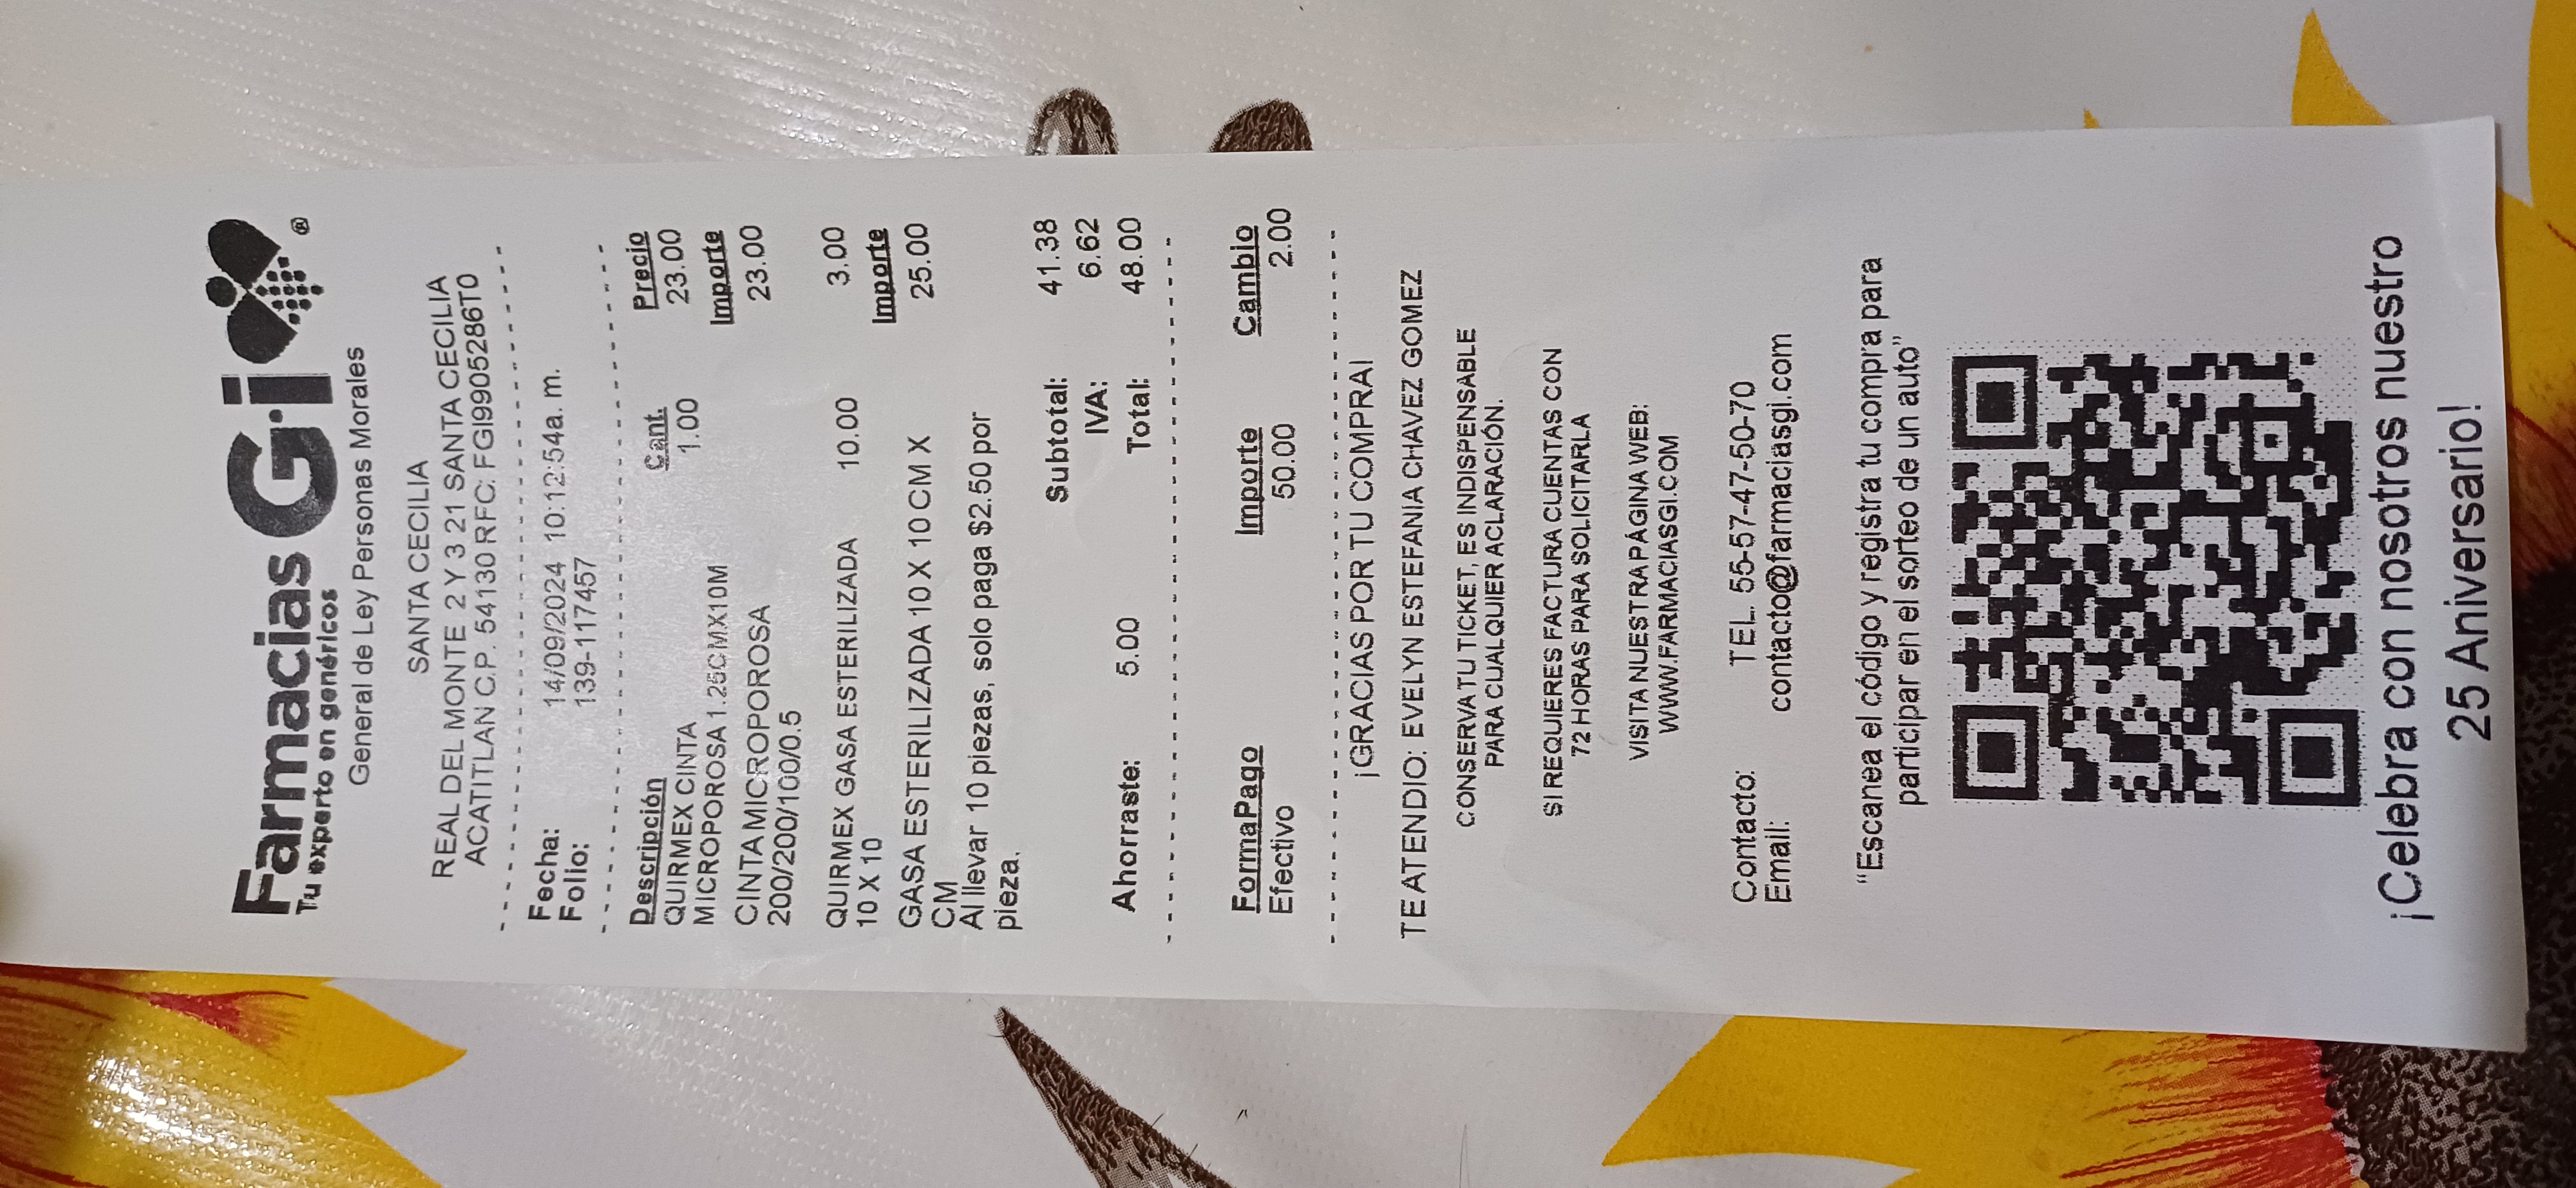 Farmacias G·i ®
Tu experto en genéricos
General de Ley Personas Morales
SANTA CECILIA
REAL DEL MONTE 2 Y 3 21 SANTA CECILIA
ACATITLAN C.P. 54130 RFC: FGI9905286T0
Fecha: 14/09/2024 10:12:54a. m.
Folio: 139-117457
Descripción Cant. Precio
QUIRMEX CINTA 1.00 23.00
MICROPOROSA 1.25CMX10M Importe
CINTA MICROPOROSA 23.00
200/200/100/0.5
QUIRMEX GASA ESTERILIZADA 10.00 3.00
10 X 10 Importe
GASA ESTERILIZADA 10 X 10 CM X 25.00
CM
Al llevar 10 piezas, solo paga $2.50 por
pieza.
Subtotal: 41.38
IVA: 6.62
Ahorraste: 5.00 Total: 48.00
FormaPago Importe Cambio
Efectivo 50.00 2.00
¡GRACIAS POR TU COMPRA!
TE ATENDIO: EVELYN ESTEFANIA CHAVEZ GOMEZ
CONSERVA TU TICKET, ES INDISPENSABLE
PARA CUALQUIER ACLARACIÓN.
SI REQUIERES FACTURA CUENTAS CON
72 HORAS PARA SOLICITARLA
VISITA NUESTRA PÁGINA WEB:
WWW.FARMACIASGI.COM
Contacto: TEL. 55-57-47-50-70
Email: contacto@farmaciasgi.com
“Escanea el código y registra tu compra para
participar en el sorteo de un auto”
¡Celebra con nosotros nuestro
25 Aniversario!